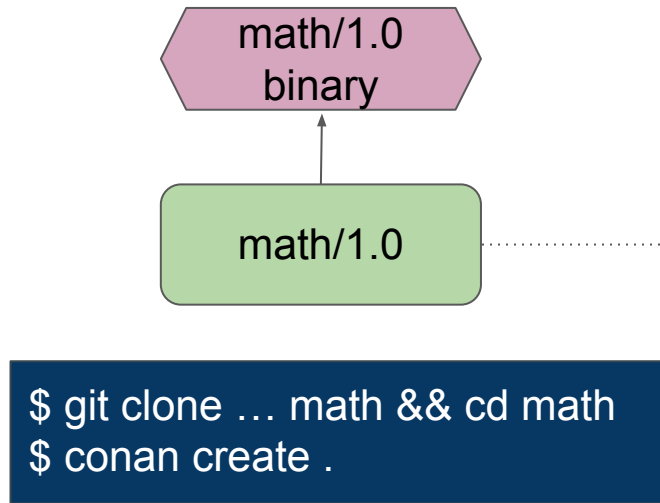 math/1.0
binary
math/1.0
$ git clone … math && cd math
$ conan create .